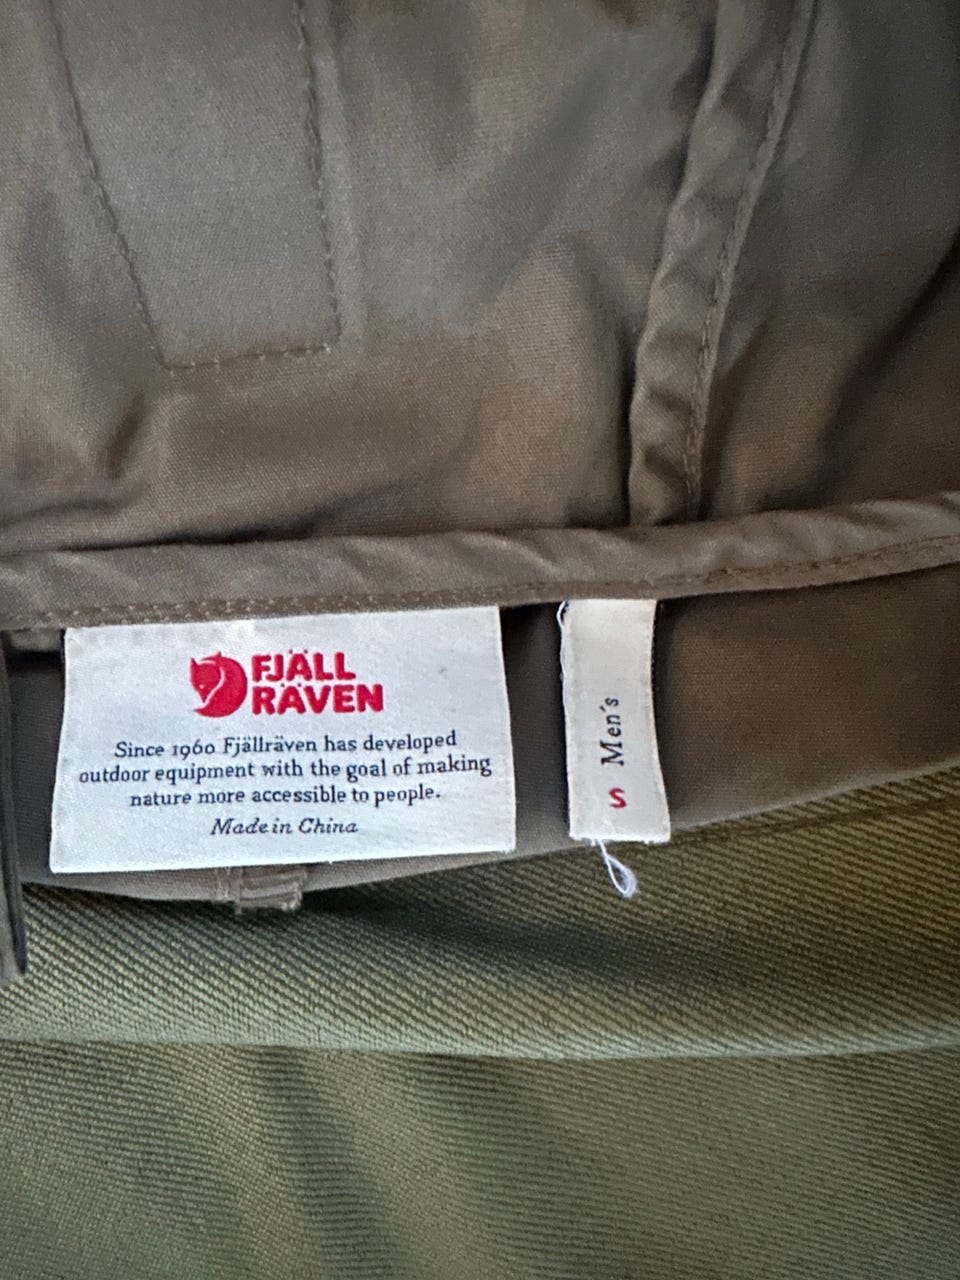 FJÄLL
RÄVEN
Since 1960 Fjällräven has developed
outdoor equipment with the goal of making
nature more accessible to people.
Made in China
S Men's